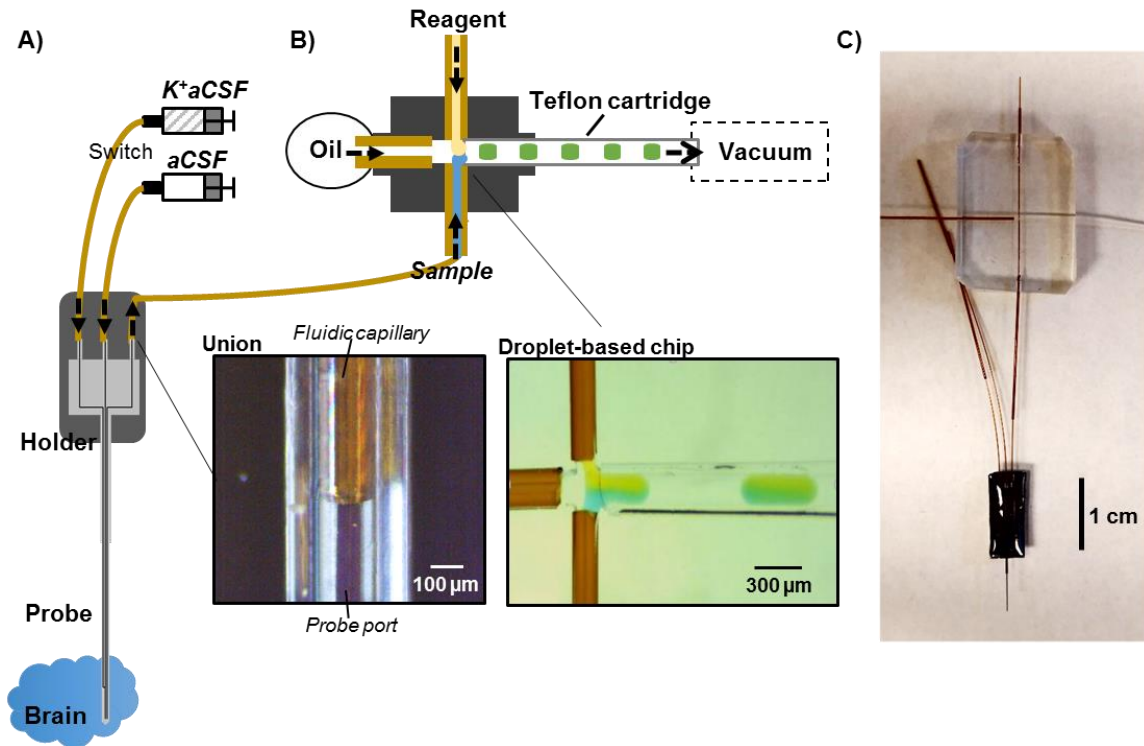 A)
K⁺aCSF
Switch
aCSF
Holder
Probe
Brain
B)
Reagent
Teflon cartridge
Oil
Vacuum
Sample
Union
Fluidic capillary
100 µm
Probe port
Droplet-based chip
300 µm
C)
1 cm